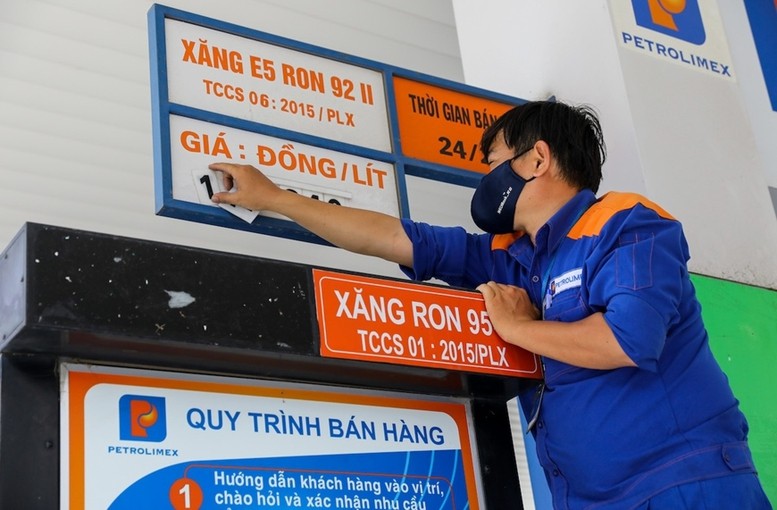 XĂNG E5 RON 92 II
TCCS 06 : 2015 / PLX
THỜI GIAN BÁN
24/
GIÁ : ĐỒNG/LÍT
PETROLIMEX
PETROLIMEX
XĂNG RON 95
TCCS 01 : 2015/PLX
PETROLIMEX
QUY TRÌNH BÁN HÀNG
1
Hướng dẫn khách hàng vào vị trí,
chào hỏi và xác nhận nhu cầu